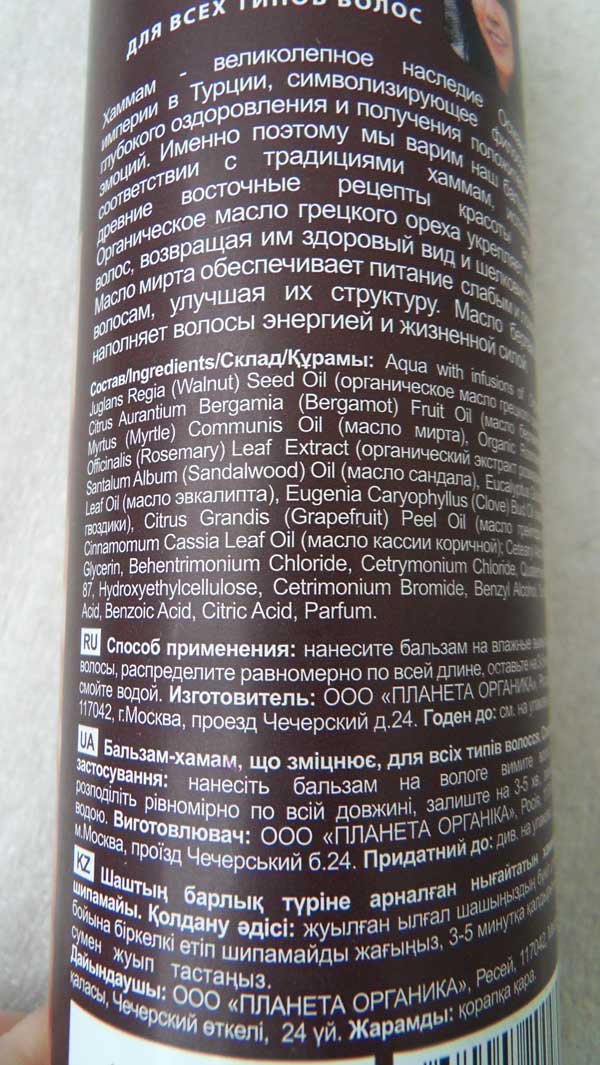 ДЛЯ ВСЕХ ТИПОВ ВОЛОС
Хаммам - великолепное наследие
империи в Турции, символизирующее
глубокого оздоровления и получения
эмоций. Именно поэтому мы варим наш
соответствии с традициями хаммам,
древние восточные рецепты красоты
Органическое масло грецкого ореха укрепляет
волос, возвращая им здоровый вид и
Масло мирта обеспечивает питание слабым и
волосам, улучшая их структуру. Масло
наполняет волосы энергией и жизненной силой
Состав/Ingredients/Склад/Құрамы: Aqua with infusions of
Juglans Regia (Walnut) Seed Oil (органическое масло
Citrus Aurantium Bergamia (Bergamot) Fruit Oil (масло
Myrtus (Myrtle) Communis Oil (масло мирта), Organic
Officinalis (Rosemary) Leaf Extract (органический экстракт
Santalum Album (Sandalwood) Oil (масло сандала), Eucalyptus
Leaf Oil (масло эвкалипта), Eugenia Caryophyllus (Clove) Bud Oil
гвоздики), Citrus Grandis (Grapefruit) Peel Oil (масло
Cinnamomum Cassia Leaf Oil (масло кассии коричной);
Glycerin, Behentrimonium Chloride, Cetrymonium Chloride,
87, Hydroxyethylcellulose, Cetrimonium Bromide, Benzyl Alcohol,
Acid, Benzoic Acid, Citric Acid, Parfum.
RU Способ применения: нанесите бальзам на влажные
волосы, распределите равномерно по всей длине, оставьте на
смойте водой. Изготовитель: ООО «ПЛАНЕТА ОРГАНИКА»,
117042, г.Москва, проезд Чечерский д.24. Годен до: см. на
UA Бальзам-хамам, що зміцнює, для всіх типів волосся.
застосування: нанесіть бальзам на вологе вимите
розподіліть рівномірно по всій довжині, залиште на 3-5 хв,
водою. Виготовлювач: ООО «ПЛАНЕТА ОРГАНІКА», Росія,
м.Москва, проїзд Чечерський б.24. Придатний до: див. на
KZ Шаштың барлық түріне арналған нығайтатын
шипамайы. Қолдану әдісі: жуылған ылғал шашыңыздың
бойына біркелкі етіп шипамайды жағыңыз, 3-5 минутқа
сумен жуып тастаңыз.
Дайындаушы: ООО «ПЛАНЕТА ОРГАНИКА», Ресей, 117042,
қаласы, Чечерский өткелі, 24 үй. Жарамды: қорапқа қара.